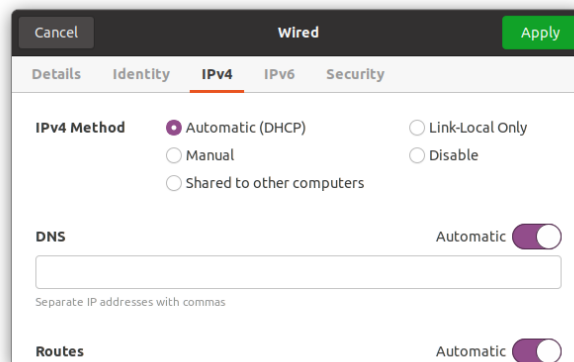 Cancel Wired Apply
Details Identity IPv4 IPv6 Security
IPv4 Method Automatic (DHCP) Link-Local Only
Manual Disable
Shared to other computers
DNS Automatic
Separate IP addresses with commas
Routes Automatic